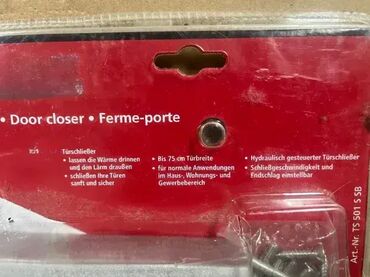 • Door closer • Ferme-porte
Türschließer
• lassen die Wärme drinnen
und den Lärm draußen
• schließen Ihre Türen
sanft und sicher
• Bis 75 cm Türbreite
• für normale Anwendungen
im Haus-, Wohnungs- und
Gewerbebereich
• Hydraulisch gesteuerter Türschließer
• Schließgeschwindigkeit und
Endschlag einstellbar
Art.-Nr. TS 501 S SB